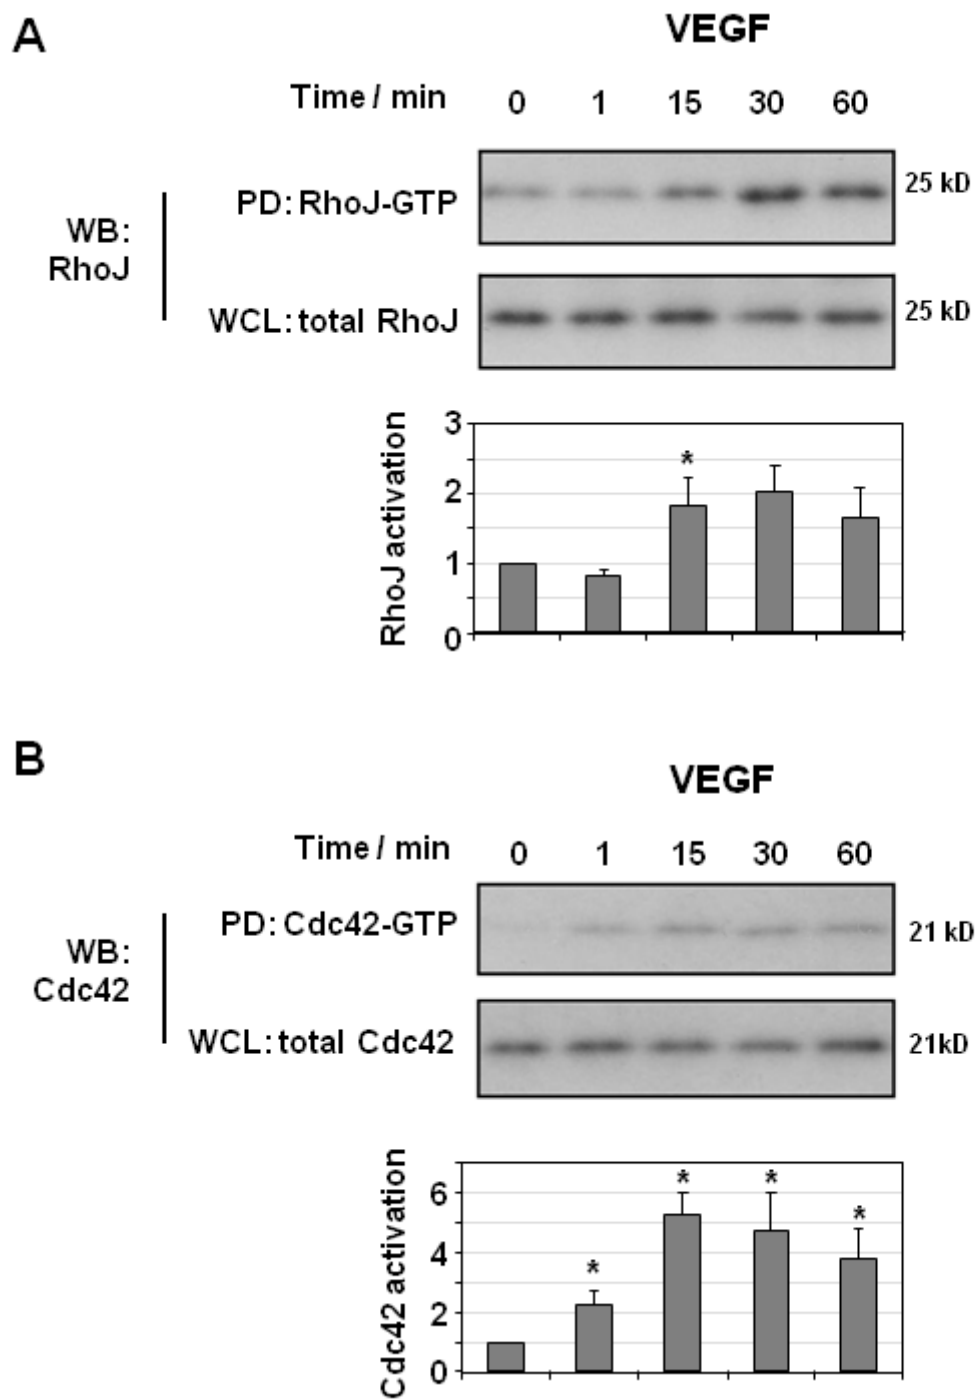 A
VEGF
Time / min 0 1 15 30 60
PD: RhoJ-GTP 25 kD
WB:
RhoJ
WCL: total RhoJ 25 kD
RhoJ activation
3
*
2
1
0
B
VEGF
Time / min 0 1 15 30 60
PD: Cdc42-GTP 21 kD
WB:
Cdc42
WCL: total Cdc42 21kD
Cdc42 activation
* *
6
*
4
*
2
0